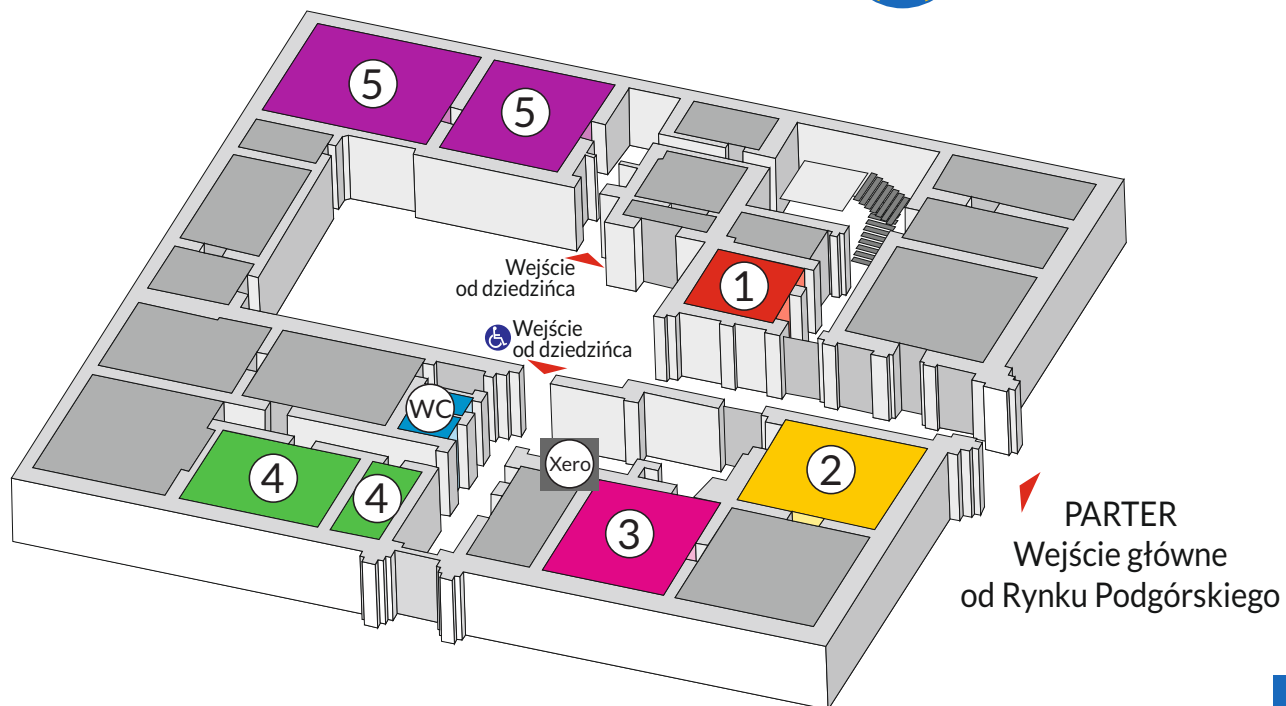 5
5
Wejście
od dziedzińca
1
Wejście
od dziedzińca
WC
Xero
4
4
2
3
PARTER
Wejście główne
od Rynku Podgórskiego